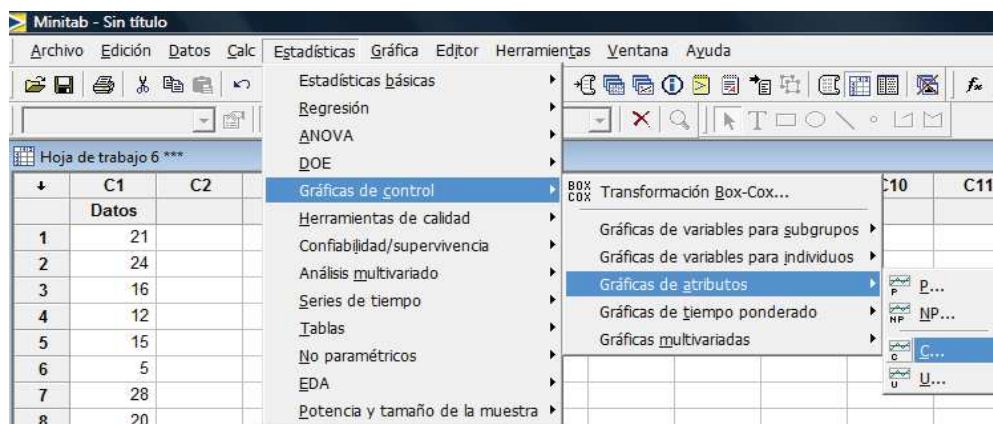 Minitab - Sin título
Archivo Edición Datos Calc Estadísticas Gráfica Editor Herramientas Ventana Ayuda
Hoja de trabajo 6 ***
C1 C2 C10 C11
Datos
1 21
2 24
3 16
4 12
5 15
6 5
7 28
8 20
Estadísticas básicas
Regresión
ANOVA
DOE
Gráficas de control
Herramientas de calidad
Confiabilidad/supervivencia
Análisis multivariado
Series de tiempo
Tablas
No paramétricos
EDA
Potencia y tamaño de la muestra
BOX COX Transformación Box-Cox...
Gráficas de variables para subgrupos
Gráficas de variables para individuos
Gráficas de atributos
Gráficas de tiempo ponderado
Gráficas multivariadas
P P...
NP NP...
C C...
U U...